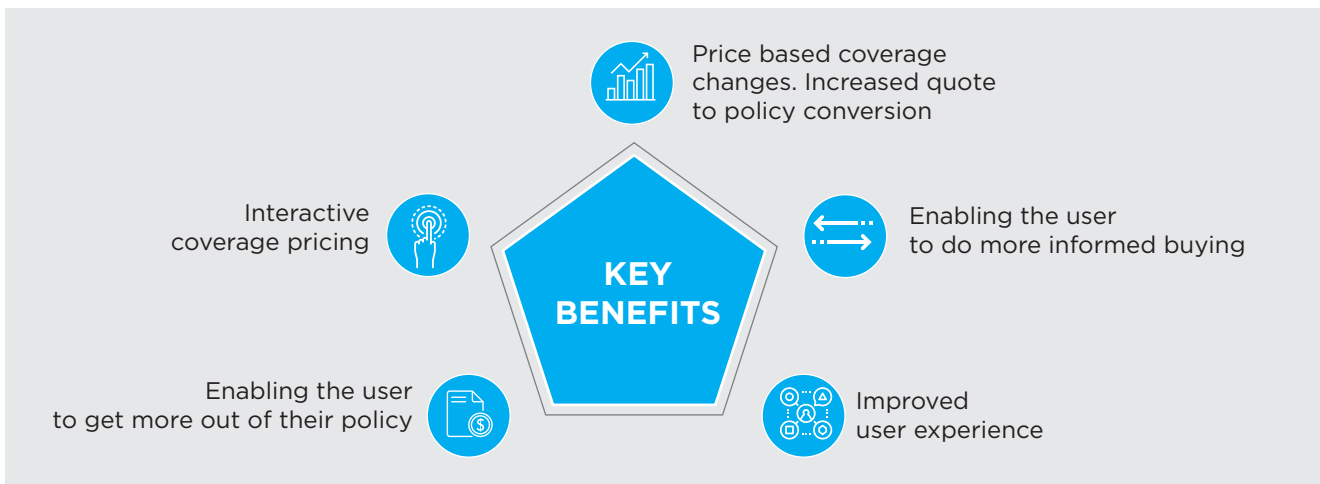 Price based coverage
changes. Increased quote
to policy conversion
Interactive
coverage pricing
Enabling the user
to do more informed buying
KEY
BENEFITS
Enabling the user
to get more out of their policy
Improved
user experience
$